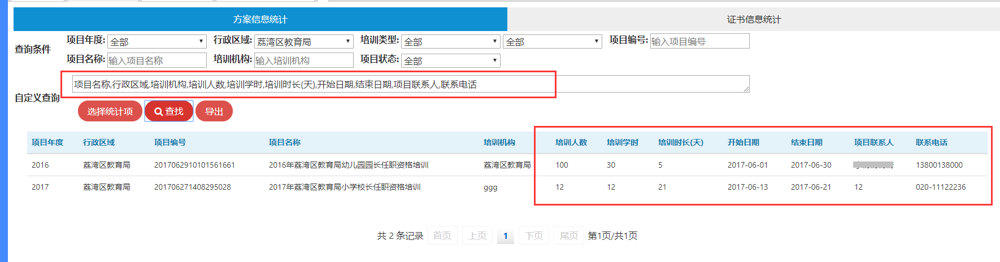 方案信息统计 证书信息统计
查询条件 项目年度: 全部 行政区域: 荔湾区教育局 培训类型: 全部 全部 项目编号: 输入项目编号
项目名称: 输入项目名称 培训机构: 输入培训机构 项目状态: 全部
自定义查询 项目名称,行政区域,培训机构,培训人数,培训学时,培训时长(天),开始日期,结束日期,项目联系人,联系电话
选择统计项 查找 导出
项目年度 行政区域 项目编号 项目名称 培训机构 培训人数 培训学时 培训时长(天) 开始日期 结束日期 项目联系人 联系电话
2016 荔湾区教育局 2017062910101561661 2016年荔湾区教育局幼儿园园长任职资格培训 荔湾区教育局 100 30 5 2017-06-01 2017-06-30 13800138000
2017 荔湾区教育局 201706271408295028 2017年荔湾区教育局小学校长任职资格培训 ggg 12 12 21 2017-06-13 2017-06-21 12 020-11122236
共 2 条记录 首页 上页 1 下页 尾页 第1页/共1页